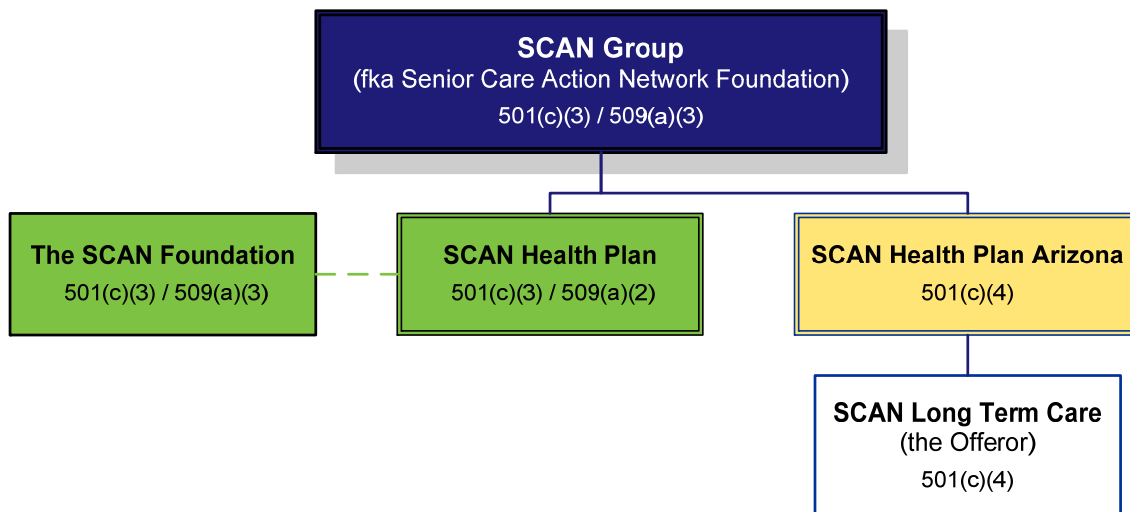 SCAN Group
(fka Senior Care Action Network Foundation)
501(c)(3) / 509(a)(3)
The SCAN Foundation
501(c)(3) / 509(a)(3)
SCAN Health Plan
501(c)(3) / 509(a)(2)
SCAN Health Plan Arizona
501(c)(4)
SCAN Long Term Care
(the Offeror)
501(c)(4)